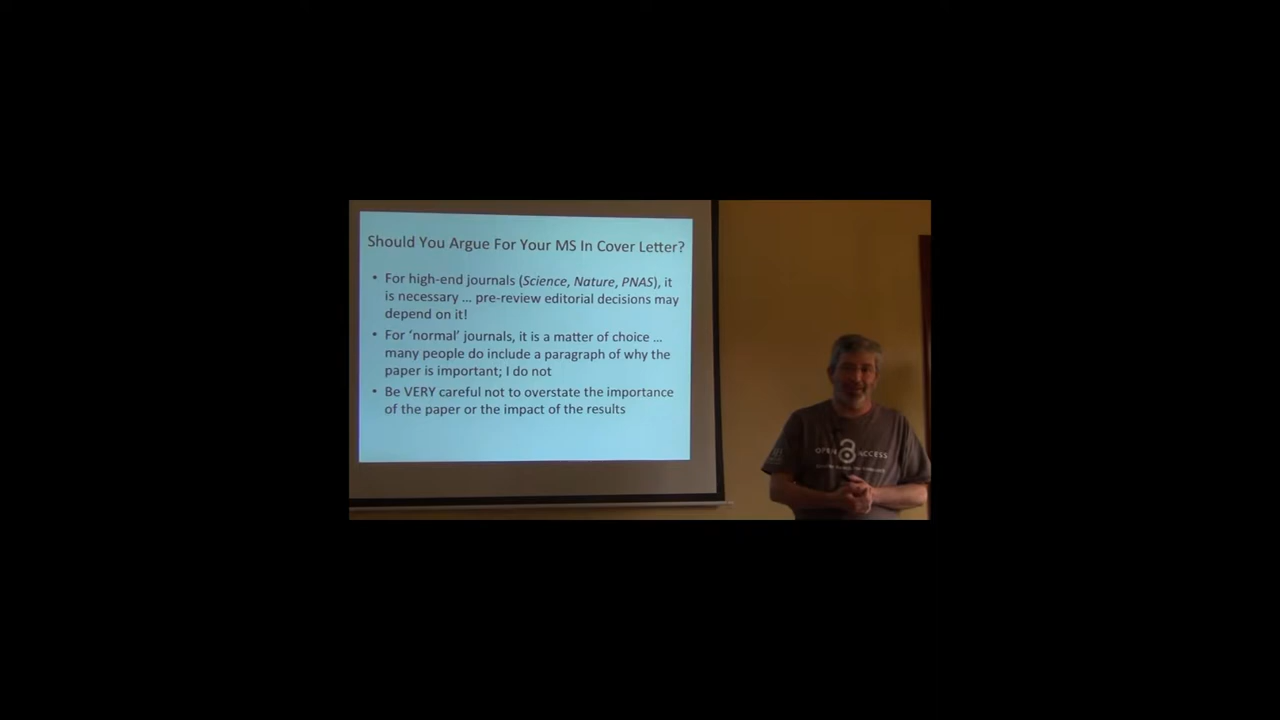 Should You Argue For Your MS In Cover Letter?
• For high-end journals (Science, Nature, PNAS), it
is necessary ... pre-review editorial decisions may
depend on it!
• For ‘normal’ journals, it is a matter of choice ...
many people do include a paragraph of why the
paper is important; I do not
• Be VERY careful not to overstate the importance
of the paper or the impact of the results
OPEN ACCESS